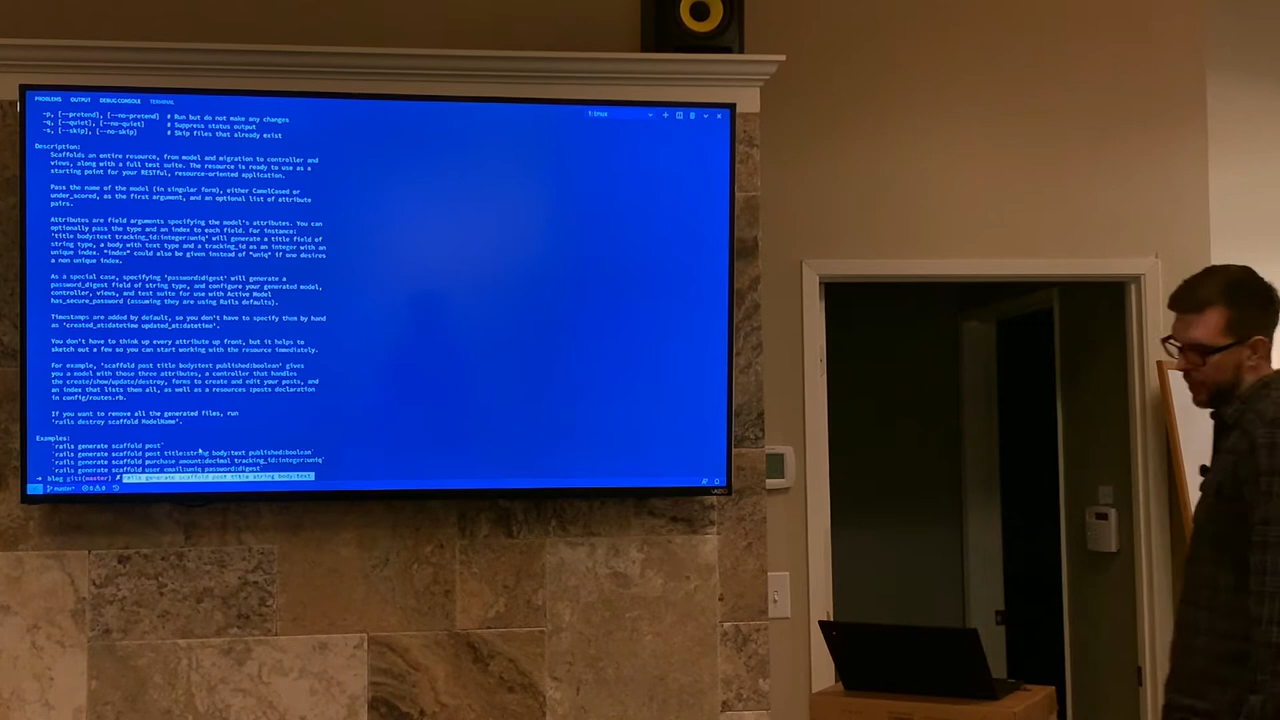 PROBLEMS OUTPUT DEBUG CONSOLE TERMINAL
1: tmux
-p, [--pretend], [--no-pretend] # Run but do not make any changes
-q, [--quiet], [--no-quiet] # Suppress status output
-s, [--skip], [--no-skip] # Skip files that already exist
Description:
Scaffolds an entire resource, from model and migration to controller and
views, along with a full test suite. The resource is ready to use as a
starting point for your RESTful, resource-oriented application.
Pass the name of the model (in singular form), either CamelCased or
under_scored, as the first argument, and an optional list of attribute
pairs.
Attributes are field arguments specifying the model's attributes. You can
optionally pass the type and an index to each field. For instance:
'title body:text tracking_id:integer:uniq' will generate a title field of
string type, a body with text type and a tracking_id as an integer with an
unique index. "index" could also be given instead of "uniq" if one desires
a non unique index.
As a special case, specifying 'password:digest' will generate a
password_digest field of string type, and configure your generated model,
controller, views, and test suite for use with Active Model
has_secure_password (assuming they are using Rails defaults).
Timestamps are added by default, so you don't have to specify them by hand
as 'created_at:datetime updated_at:datetime'.
You don't have to think up every attribute up front, but it helps to
sketch out a few so you can start working with the resource immediately.
For example, 'scaffold post title body:text published:boolean' gives
you a model with those three attributes, a controller that handles
the create/show/update/destroy, forms to create and edit your posts, and
an index that lists them all, as well as a resources :posts declaration
in config/routes.rb.
If you want to remove all the generated files, run
'rails destroy scaffold ModelName'.
Examples:
`rails generate scaffold post`
`rails generate scaffold post title:string body:text published:boolean`
`rails generate scaffold purchase amount:decimal tracking_id:integer:uniq`
`rails generate scaffold user email:uniq password:digest`
➜ blog git:(master) ✗ rails generate scaffold post title string body:text
master* 0 0
VIZIO